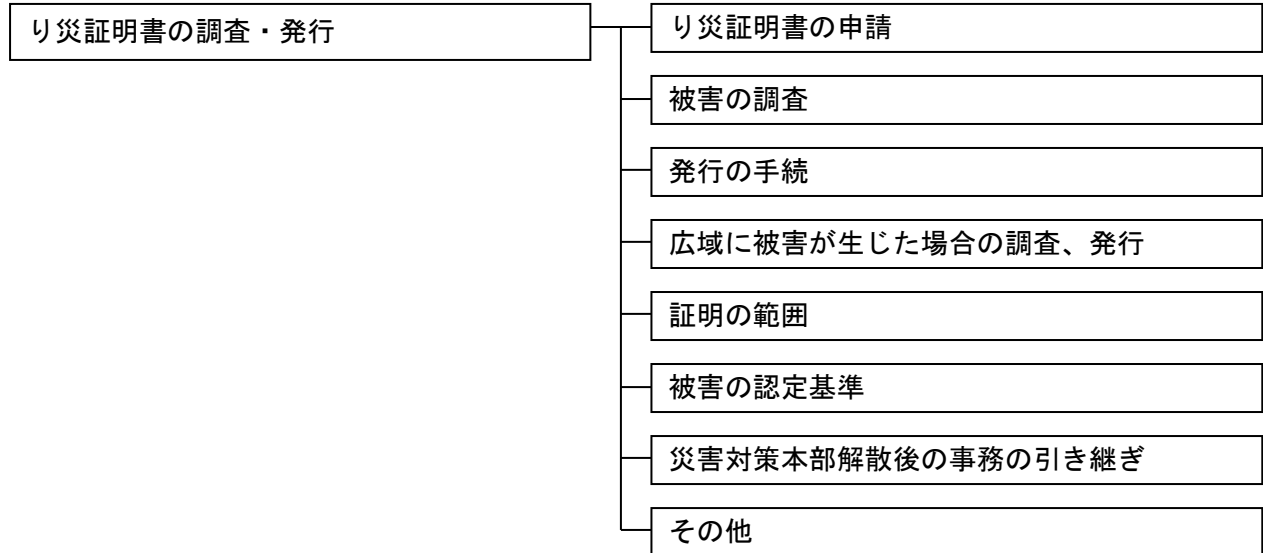 り災証明書の調査・発行
り災証明書の申請
被害の調査
発行の手続
広域に被害が生じた場合の調査、発行
証明の範囲
被害の認定基準
災害対策本部解散後の事務の引き継ぎ
その他